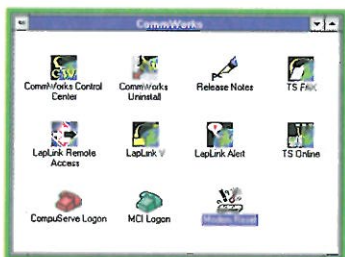 CommWorks
CommWorks Control Center
CommWorks Uninstall
Release Notes
TS FAX
LapLink Remote Access
LapLink V
LapLink Alert
TS Online
CompuServe Logon
MCI Logon
Modem Reset